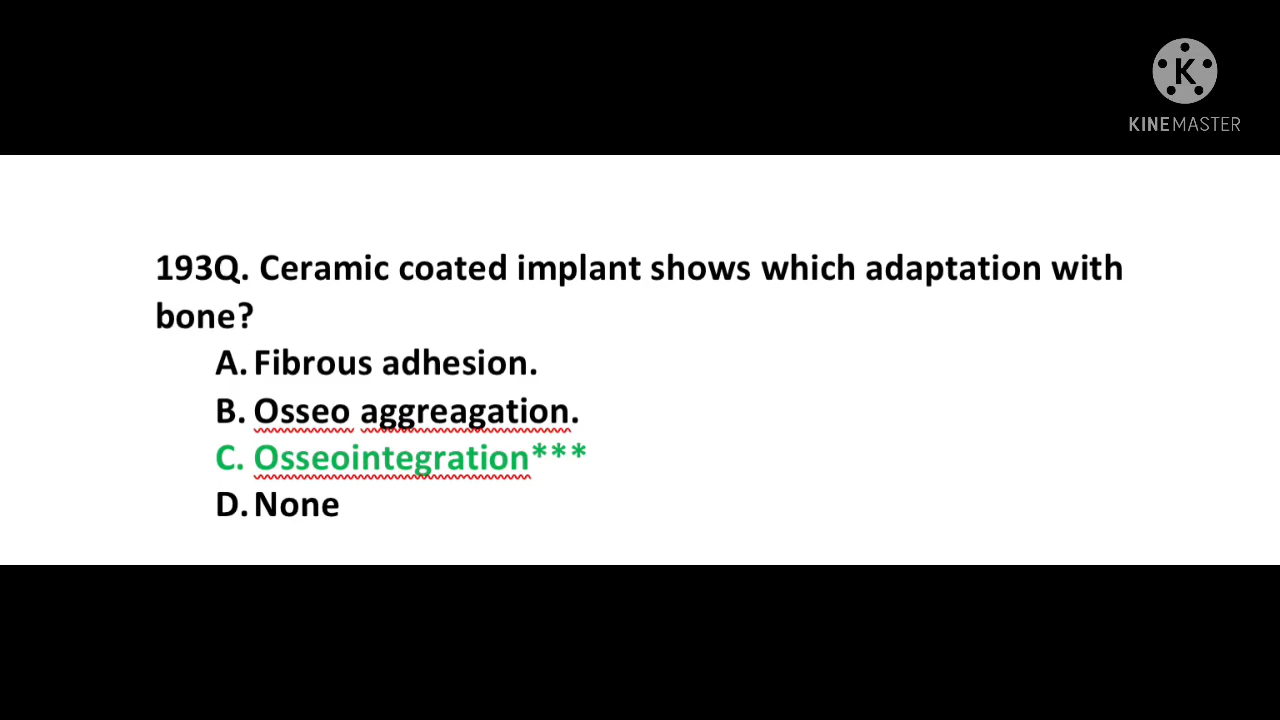 K
KINEMASTER
193Q. Ceramic coated implant shows which adaptation with
bone?
A. Fibrous adhesion.
B. Osseo aggreagation.
C. Osseointegration***
D. None